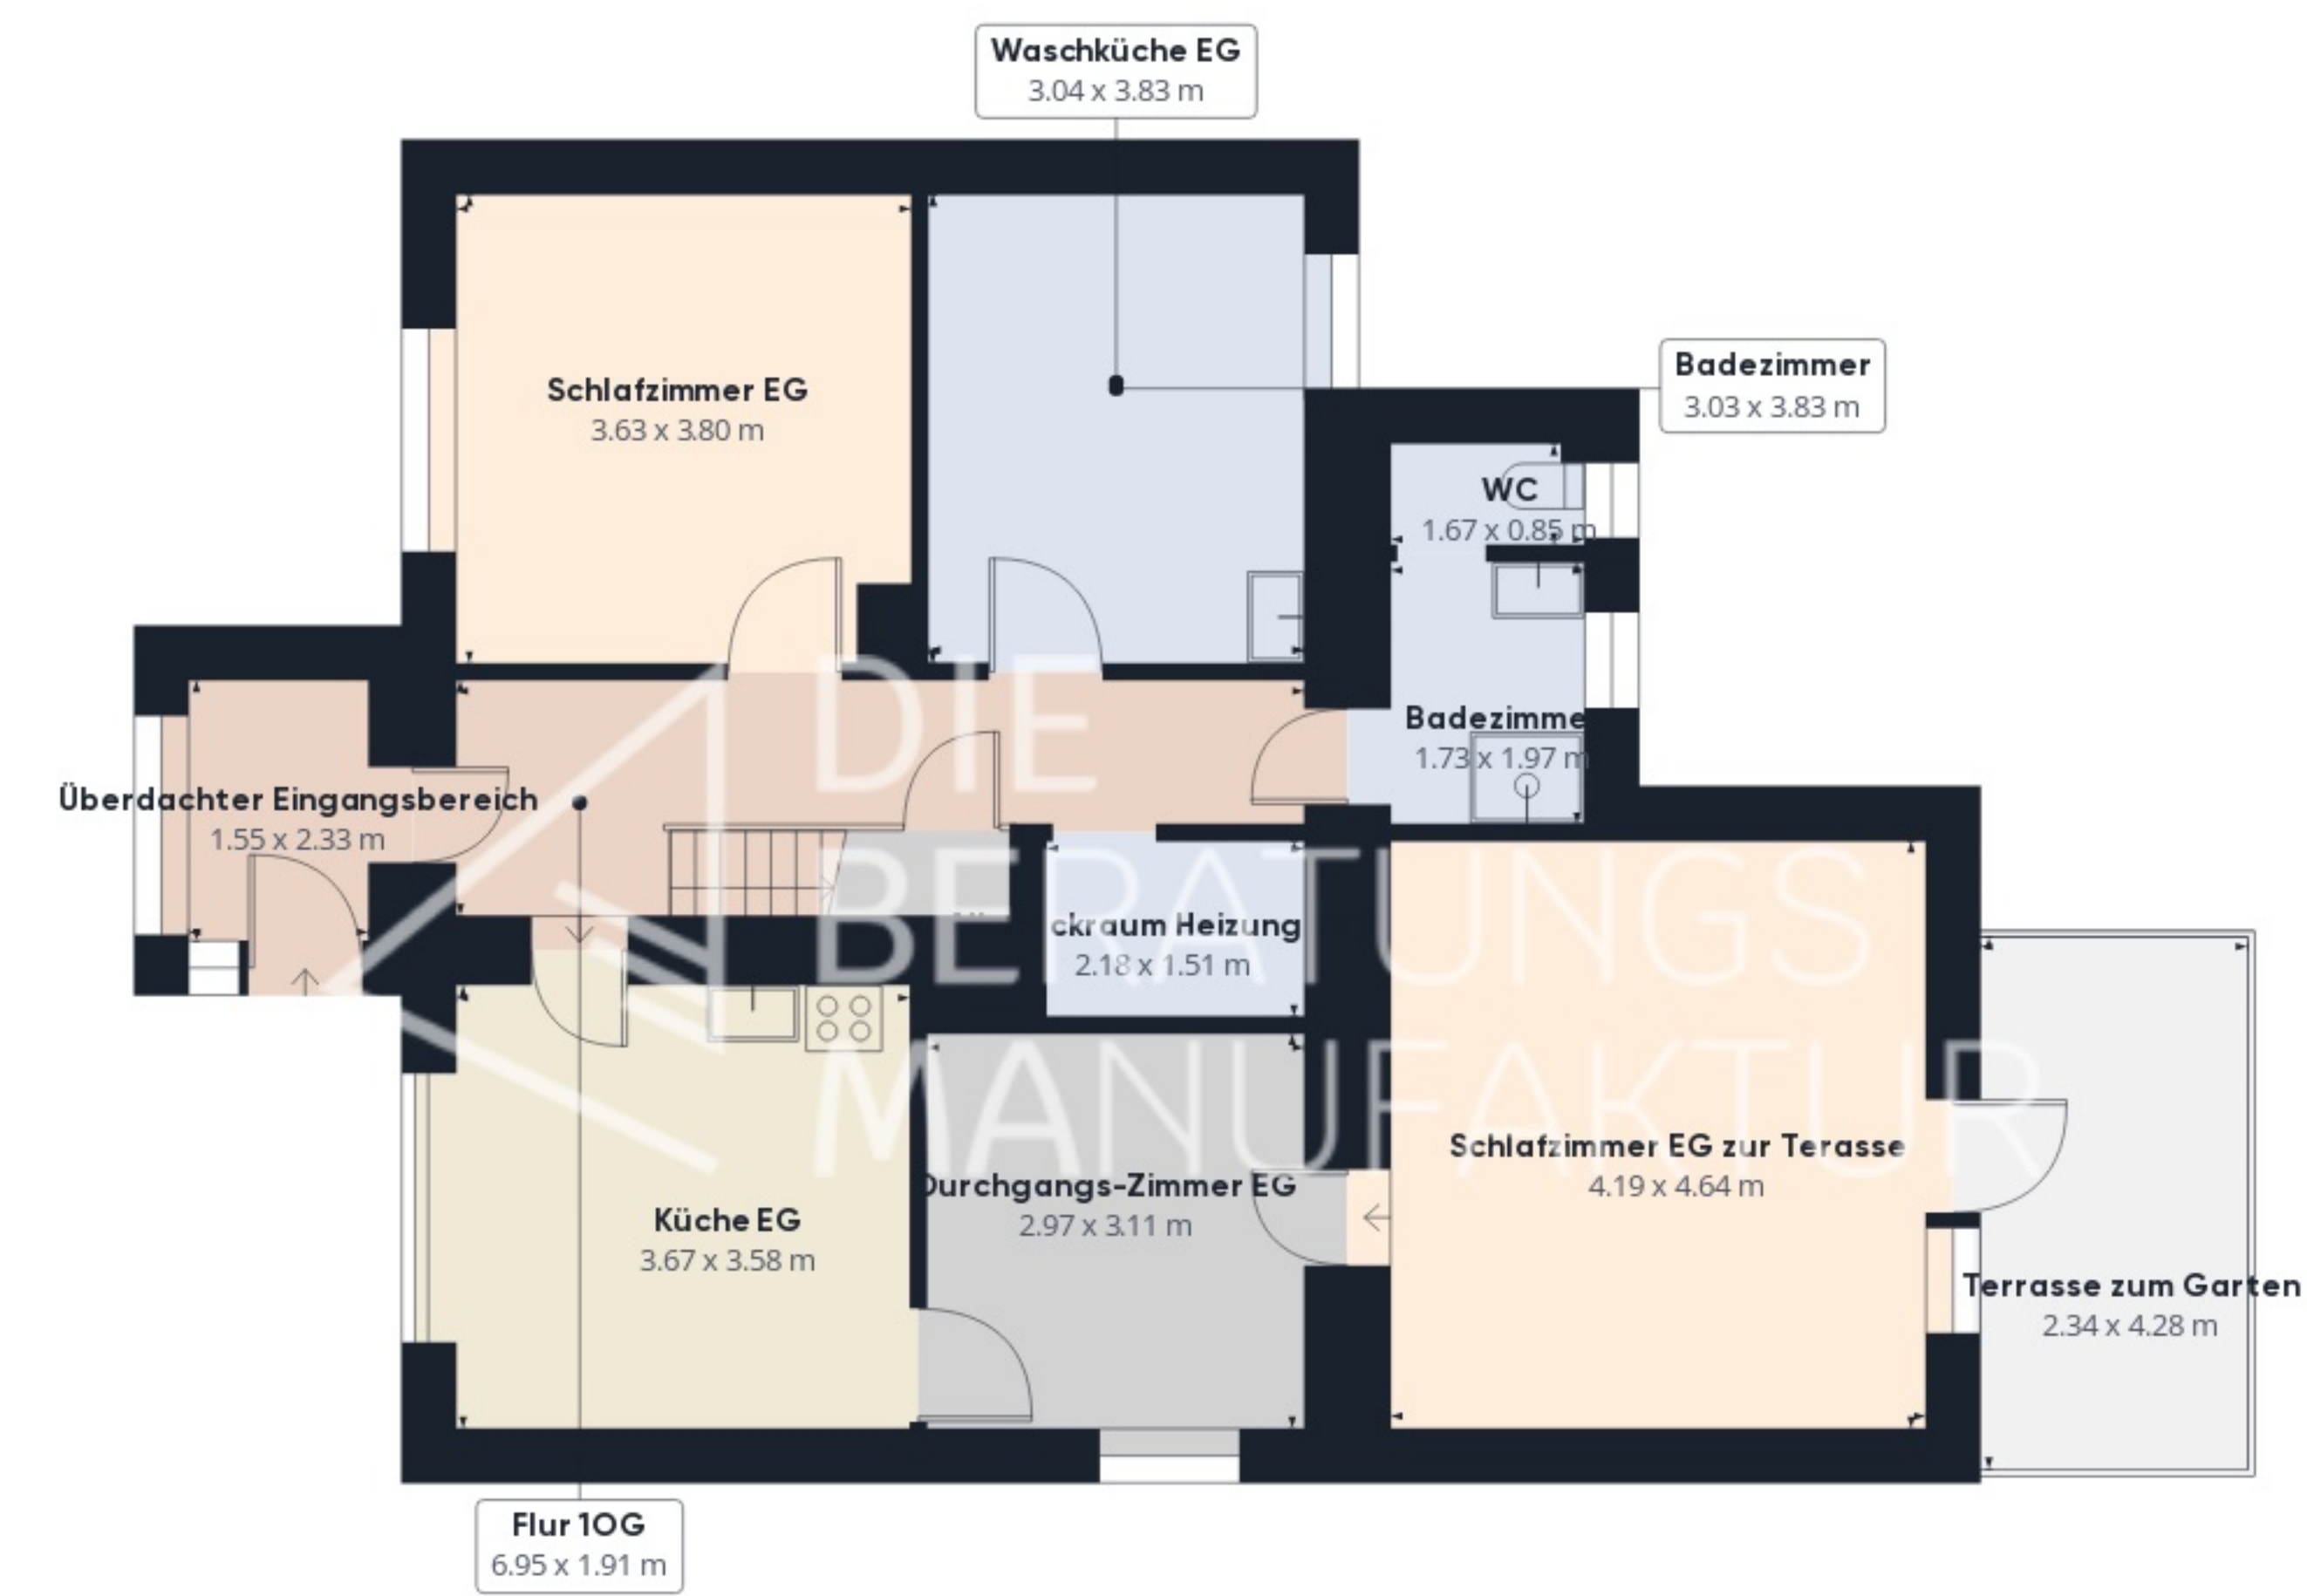 Waschküche EG
3.04 x 3.83 m
Badezimmer
3.03 x 3.83 m
Schlafzimmer EG
3.63 x 3.80 m
WC
1.67 x 0.85 m
Badezimme
1.73 x 1.97 m
Überdachter Eingangsbereich
1.55 x 2.33 m
DIE
BERATUNGS
MANUFAKTUR
ckraum Heizung
2.18 x 1.51 m
Schlafzimmer EG zur Terasse
4.19 x 4.64 m
Durchgangs-Zimmer EG
2.97 x 3.11 m
Küche EG
3.67 x 3.58 m
Terrasse zum Garten
2.34 x 4.28 m
Flur 1OG
6.95 x 1.91 m